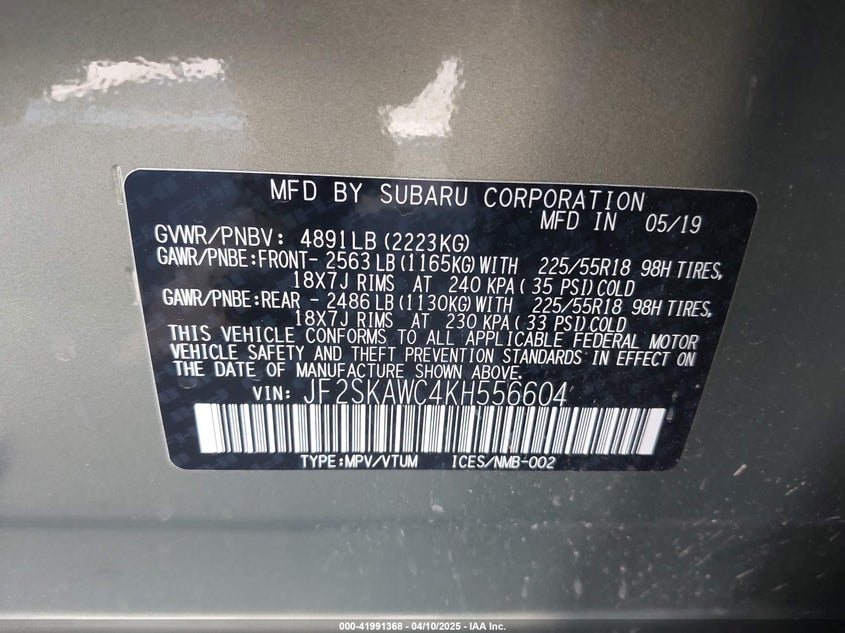 MFD BY SUBARU CORPORATION
MFD IN 05/19
GVWR/PNBV: 4891LB (2223KG)
GAWR/PNBE:FRONT- 2563 LB (1165KG) WITH 225/55R18 98H TIRES,
18X7J RIMS AT 240 KPA ( 35 PSI) COLD
GAWR/PNBE:REAR - 2486 LB (1130KG) WITH 225/55R18 98H TIRES,
18X7J RIMS AT 230 KPA ( 33 PSI) COLD
THIS VEHICLE CONFORMS TO ALL APPLICABLE FEDERAL MOTOR
VEHICLE SAFETY AND THEFT PREVENTION STANDARDS IN EFFECT ON
THE DATE OF MANUFACTURE SHOWN ABOVE.
VIN: JF2SKAWC4KH556604
TYPE:MPV/VTUM ICES/NMB-002
000-41991368 - 04/10/2025 - IAA Inc.